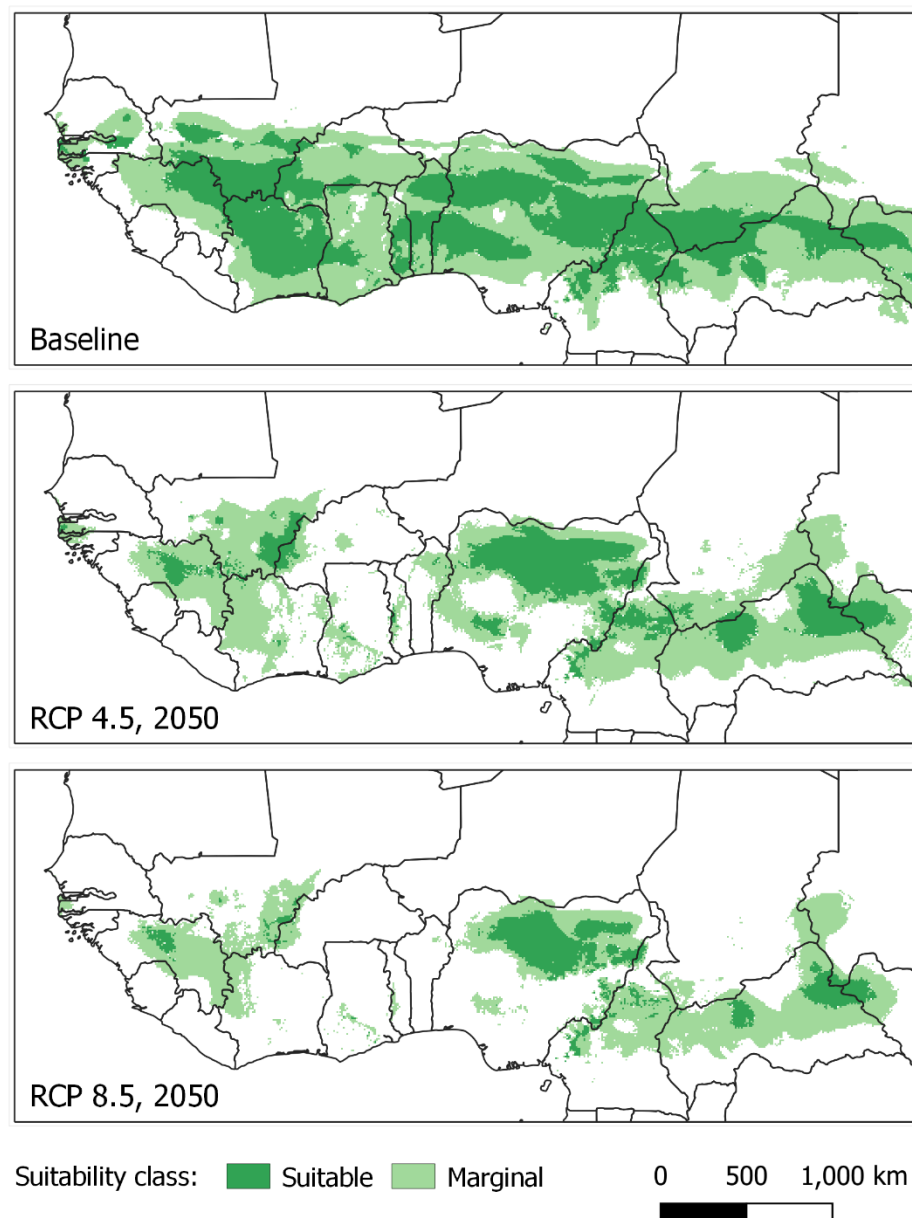 Baseline
RCP 4.5, 2050
RCP 8.5, 2050
Suitability class: Suitable Marginal 0 500 1,000 km